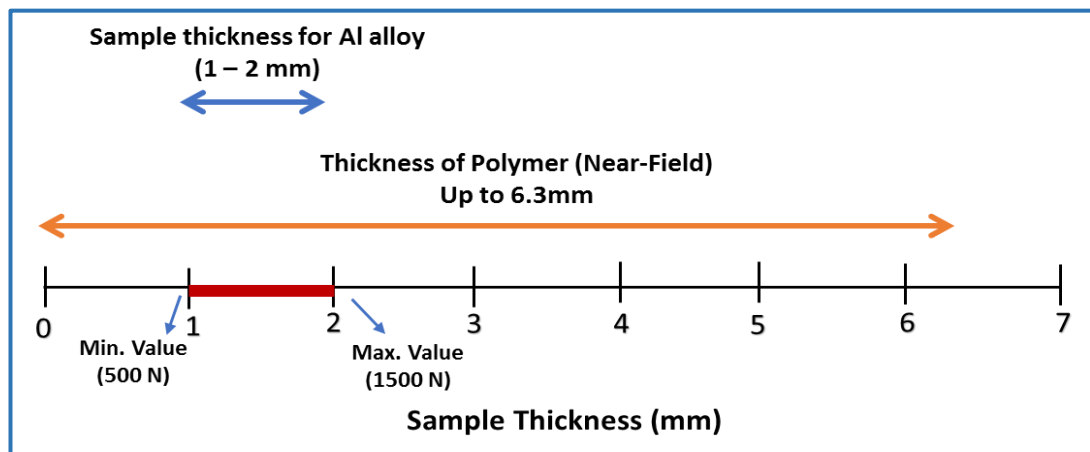 Sample thickness for Al alloy
(1 – 2 mm)
Thickness of Polymer (Near-Field)
Up to 6.3mm
0 1 2 3 4 5 6 7
Min. Value
(500 N)
Max. Value
(1500 N)
Sample Thickness (mm)